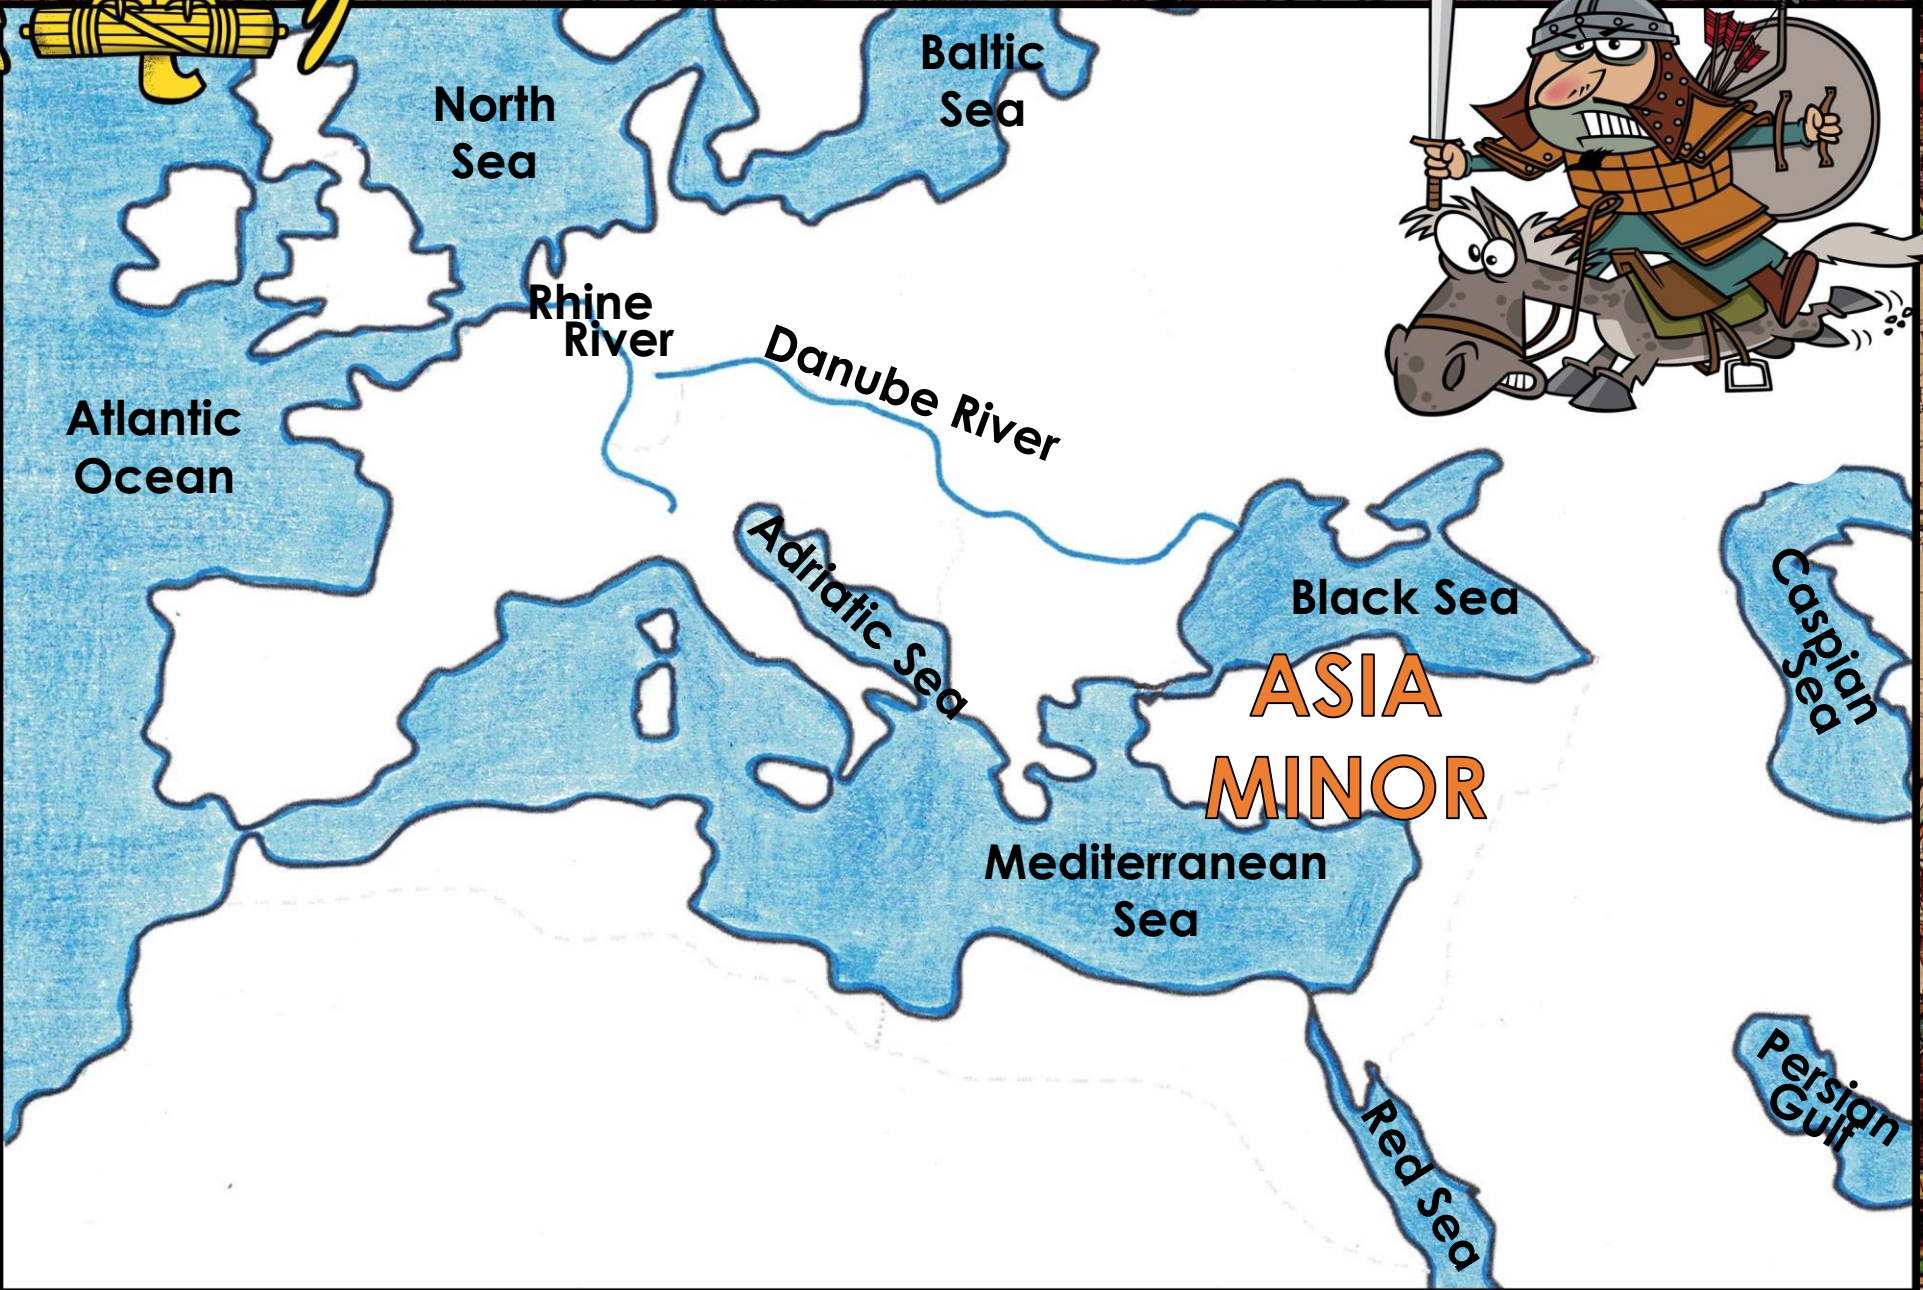 Baltic
Sea
North
Sea
Rhine
River
Danube River
Atlantic
Ocean
Adriatic Sea
Black Sea
Caspian
Sea
ASIA
MINOR
Mediterranean
Sea
Persian
Gulf
Red Sea